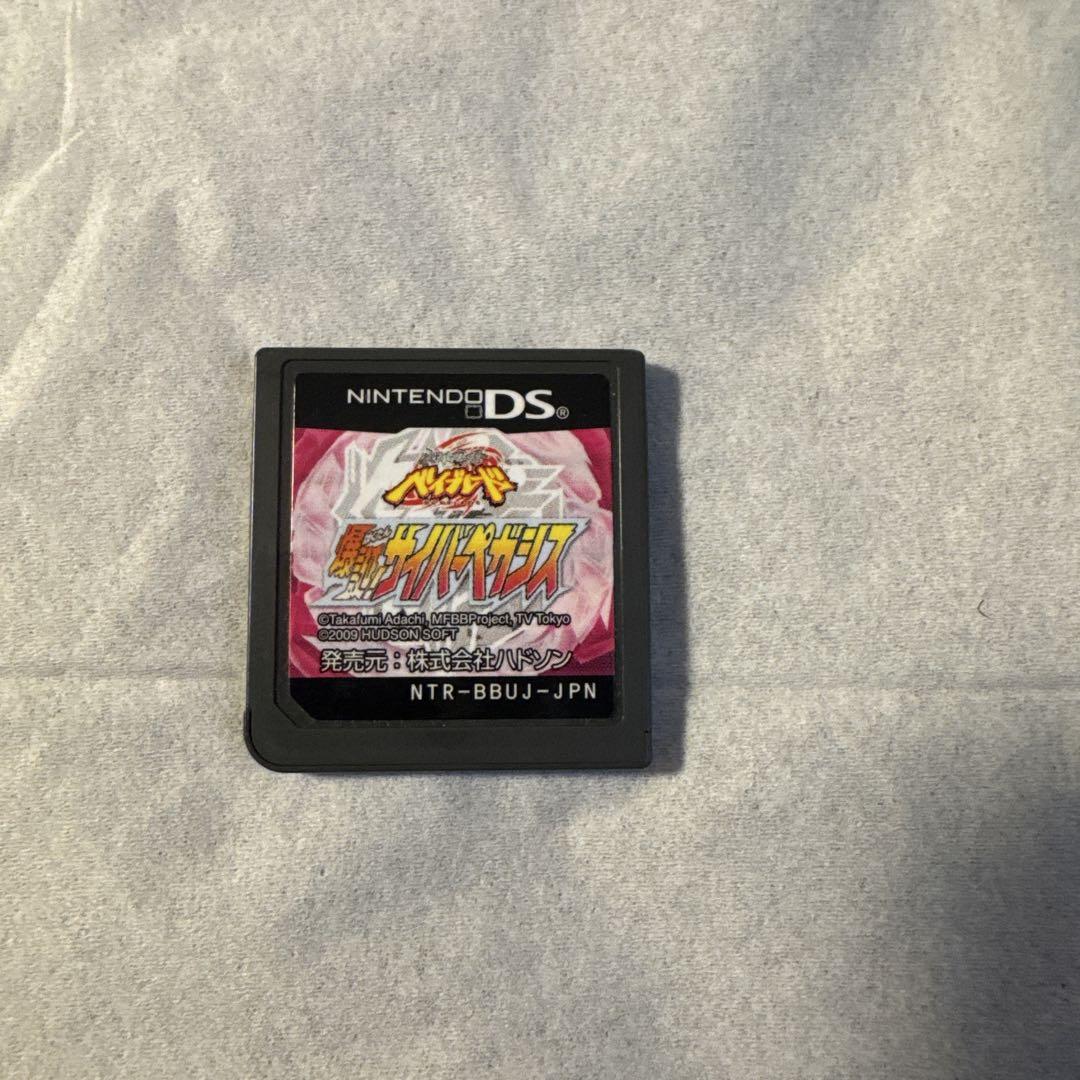 NINTENDO DS®
ベイブレード
爆誕! サイバーペガシス
©Takafumi Adachi, MFBBProject, TV Tokyo
©2009 HUDSON SOFT
発売元：株式会社ハドソン
NTR-BBUJ-JPN